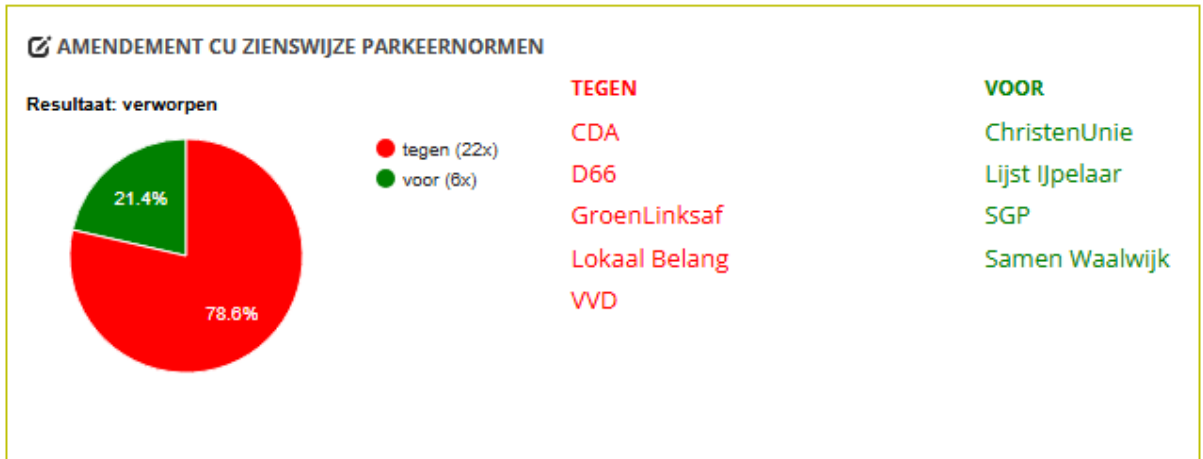 AMENDEMENT CU ZIENSWIJZE PARKEERNORMEN
Resultaat: verworpen
21.4%
78.6%
tegen (22x)
voor (6x)
TEGEN
CDA
D66
GroenLinksaf
Lokaal Belang
VVD
VOOR
ChristenUnie
Lijst IJpelaar
SGP
Samen Waalwijk